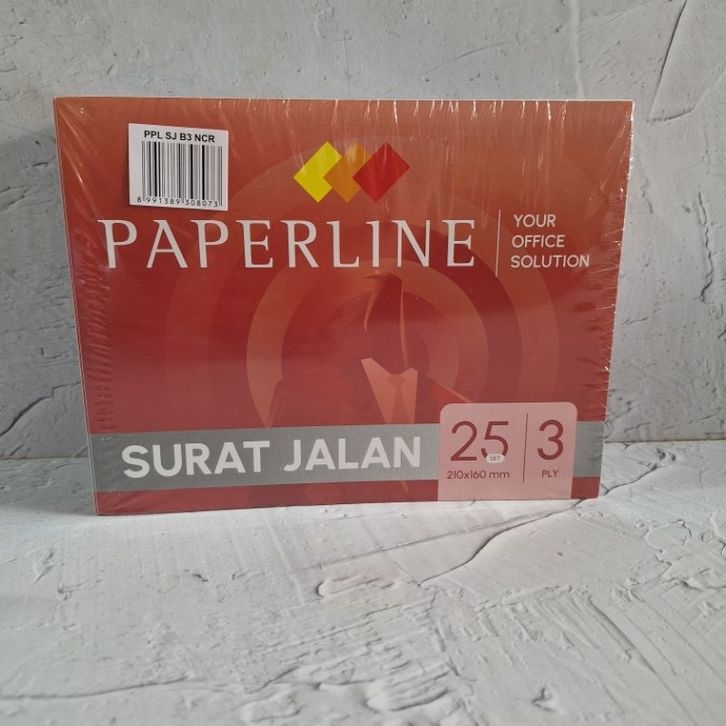 PPL SJ B3 NCR
8 991389 308073
PAPERLINE
YOUR
OFFICE
SOLUTION
SURAT JALAN
25
SET
210x160 mm
3
PLY